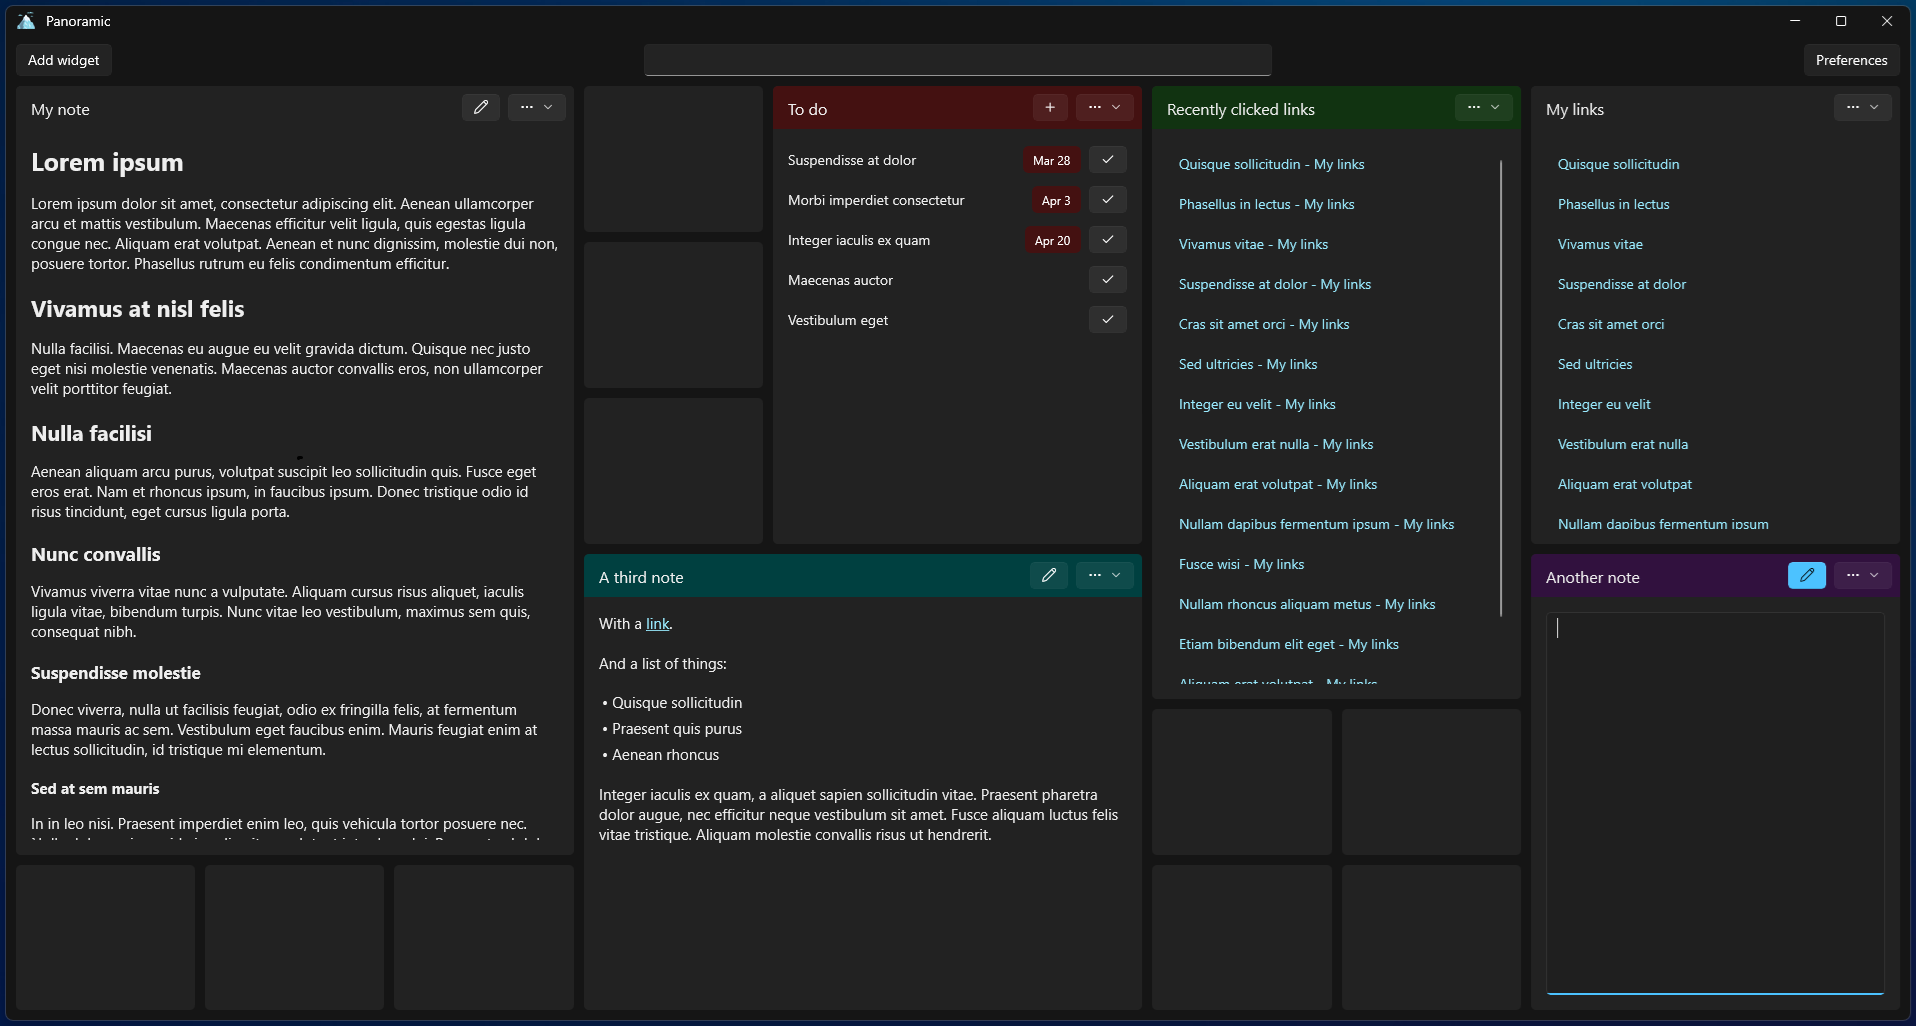 Panoramic
Add widget
Preferences
My note
Lorem ipsum
Lorem ipsum dolor sit amet, consectetur adipiscing elit. Aenean ullamcorper
arcu et mattis vestibulum. Maecenas efficitur velit ligula, quis egestas ligula
congue nec. Aliquam erat volutpat. Aenean et nunc dignissim, molestie dui non,
posuere tortor. Phasellus rutrum eu felis condimentum efficitur.
Vivamus at nisl felis
Nulla facilisi. Maecenas eu augue eu velit gravida dictum. Quisque nec justo
eget nisi molestie venenatis. Maecenas auctor convallis eros, non ullamcorper
velit porttitor feugiat.
Nulla facilisi
Aenean aliquam arcu purus, volutpat suscipit leo sollicitudin quis. Fusce eget
eros erat. Nam et rhoncus ipsum, in faucibus ipsum. Donec tristique odio id
risus tincidunt, eget cursus ligula porta.
Nunc convallis
Vivamus viverra vitae nunc a vulputate. Aliquam cursus risus aliquet, iaculis
ligula vitae, bibendum turpis. Nunc vitae leo vestibulum, maximus sem quis,
consequat nibh.
Suspendisse molestie
Donec viverra, nulla ut facilisis feugiat, odio ex fringilla felis, at fermentum
massa mauris ac sem. Vestibulum eget faucibus enim. Mauris feugiat enim at
lectus sollicitudin, id tristique mi elementum.
Sed at sem mauris
In in leo nisi. Praesent imperdiet enim leo, quis vehicula tortor posuere nec.
To do
Suspendisse at dolor Mar 28
Morbi imperdiet consectetur Apr 3
Integer iaculis ex quam Apr 20
Maecenas auctor
Vestibulum eget
A third note
With a link.
And a list of things:
• Quisque sollicitudin
• Praesent quis purus
• Aenean rhoncus
Integer iaculis ex quam, a aliquet sapien sollicitudin vitae. Praesent pharetra
dolor augue, nec efficitur neque vestibulum sit amet. Fusce aliquam luctus felis
vitae tristique. Aliquam molestie convallis risus ut hendrerit.
Recently clicked links
Quisque sollicitudin - My links
Phasellus in lectus - My links
Vivamus vitae - My links
Suspendisse at dolor - My links
Cras sit amet orci - My links
Sed ultricies - My links
Integer eu velit - My links
Vestibulum erat nulla - My links
Aliquam erat volutpat - My links
Nullam dapibus fermentum ipsum - My links
Fusce wisi - My links
Nullam rhoncus aliquam metus - My links
Etiam bibendum elit eget - My links
Aliquam erat volutpat - My links
My links
Quisque sollicitudin
Phasellus in lectus
Vivamus vitae
Suspendisse at dolor
Cras sit amet orci
Sed ultricies
Integer eu velit
Vestibulum erat nulla
Aliquam erat volutpat
Nullam dapibus fermentum ipsum
Another note